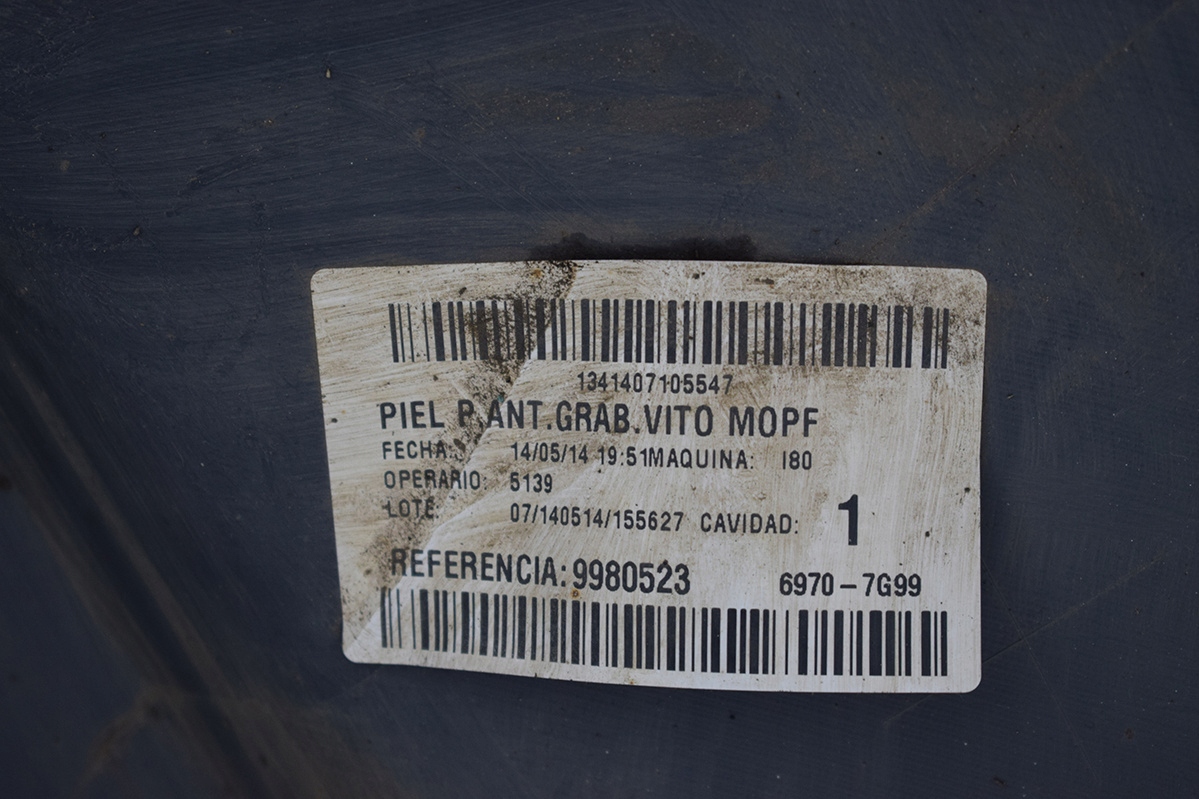 1341407105547
PIEL P.ANT.GRAB.VITO MOPF
FECHA: 14/05/14 19:51MAQUINA: I80
OPERARIO: 5139
LOTE: 07/140514/155627 CAVIDAD: 1
REFERENCIA:9980523 6970-7G99